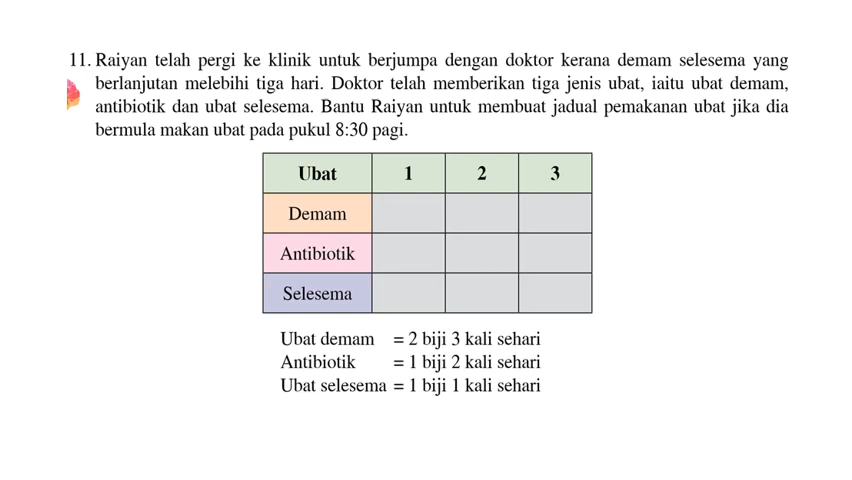 11. Raiyan telah pergi ke klinik untuk berjumpa dengan doktor kerana demam selesema yang
berlanjutan melebihi tiga hari. Doktor telah memberikan tiga jenis ubat, iaitu ubat demam,
antibiotik dan ubat selesema. Bantu Raiyan untuk membuat jadual pemakanan ubat jika dia
bermula makan ubat pada pukul 8:30 pagi.
Ubat 1 2 3
Demam
Antibiotik
Selesema
Ubat demam = 2 biji 3 kali sehari
Antibiotik = 1 biji 2 kali sehari
Ubat selesema = 1 biji 1 kali sehari